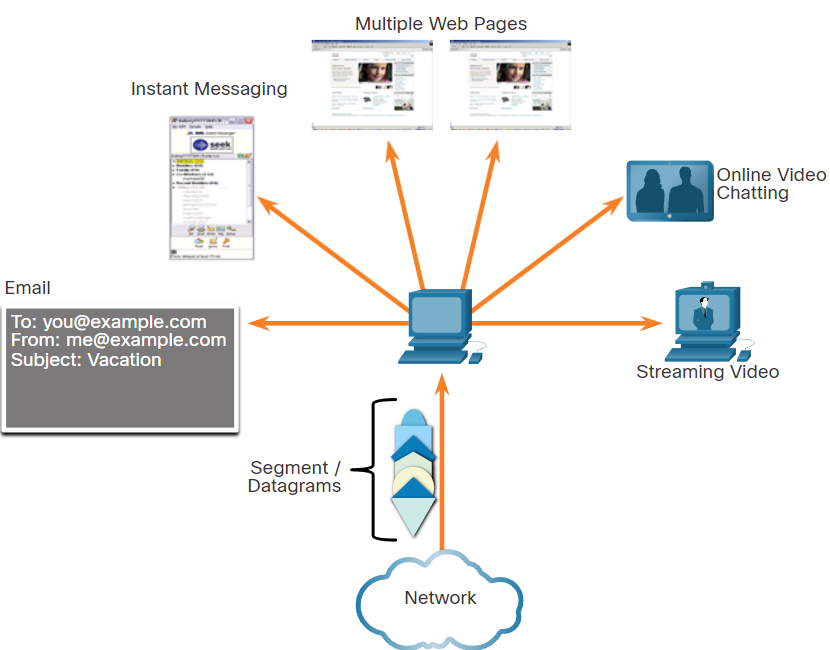 Multiple Web Pages
Instant Messaging
seek
Online Video
Chatting
Email
To: you@example.com
From: me@example.com
Subject: Vacation
Streaming Video
Segment /
Datagrams
Network